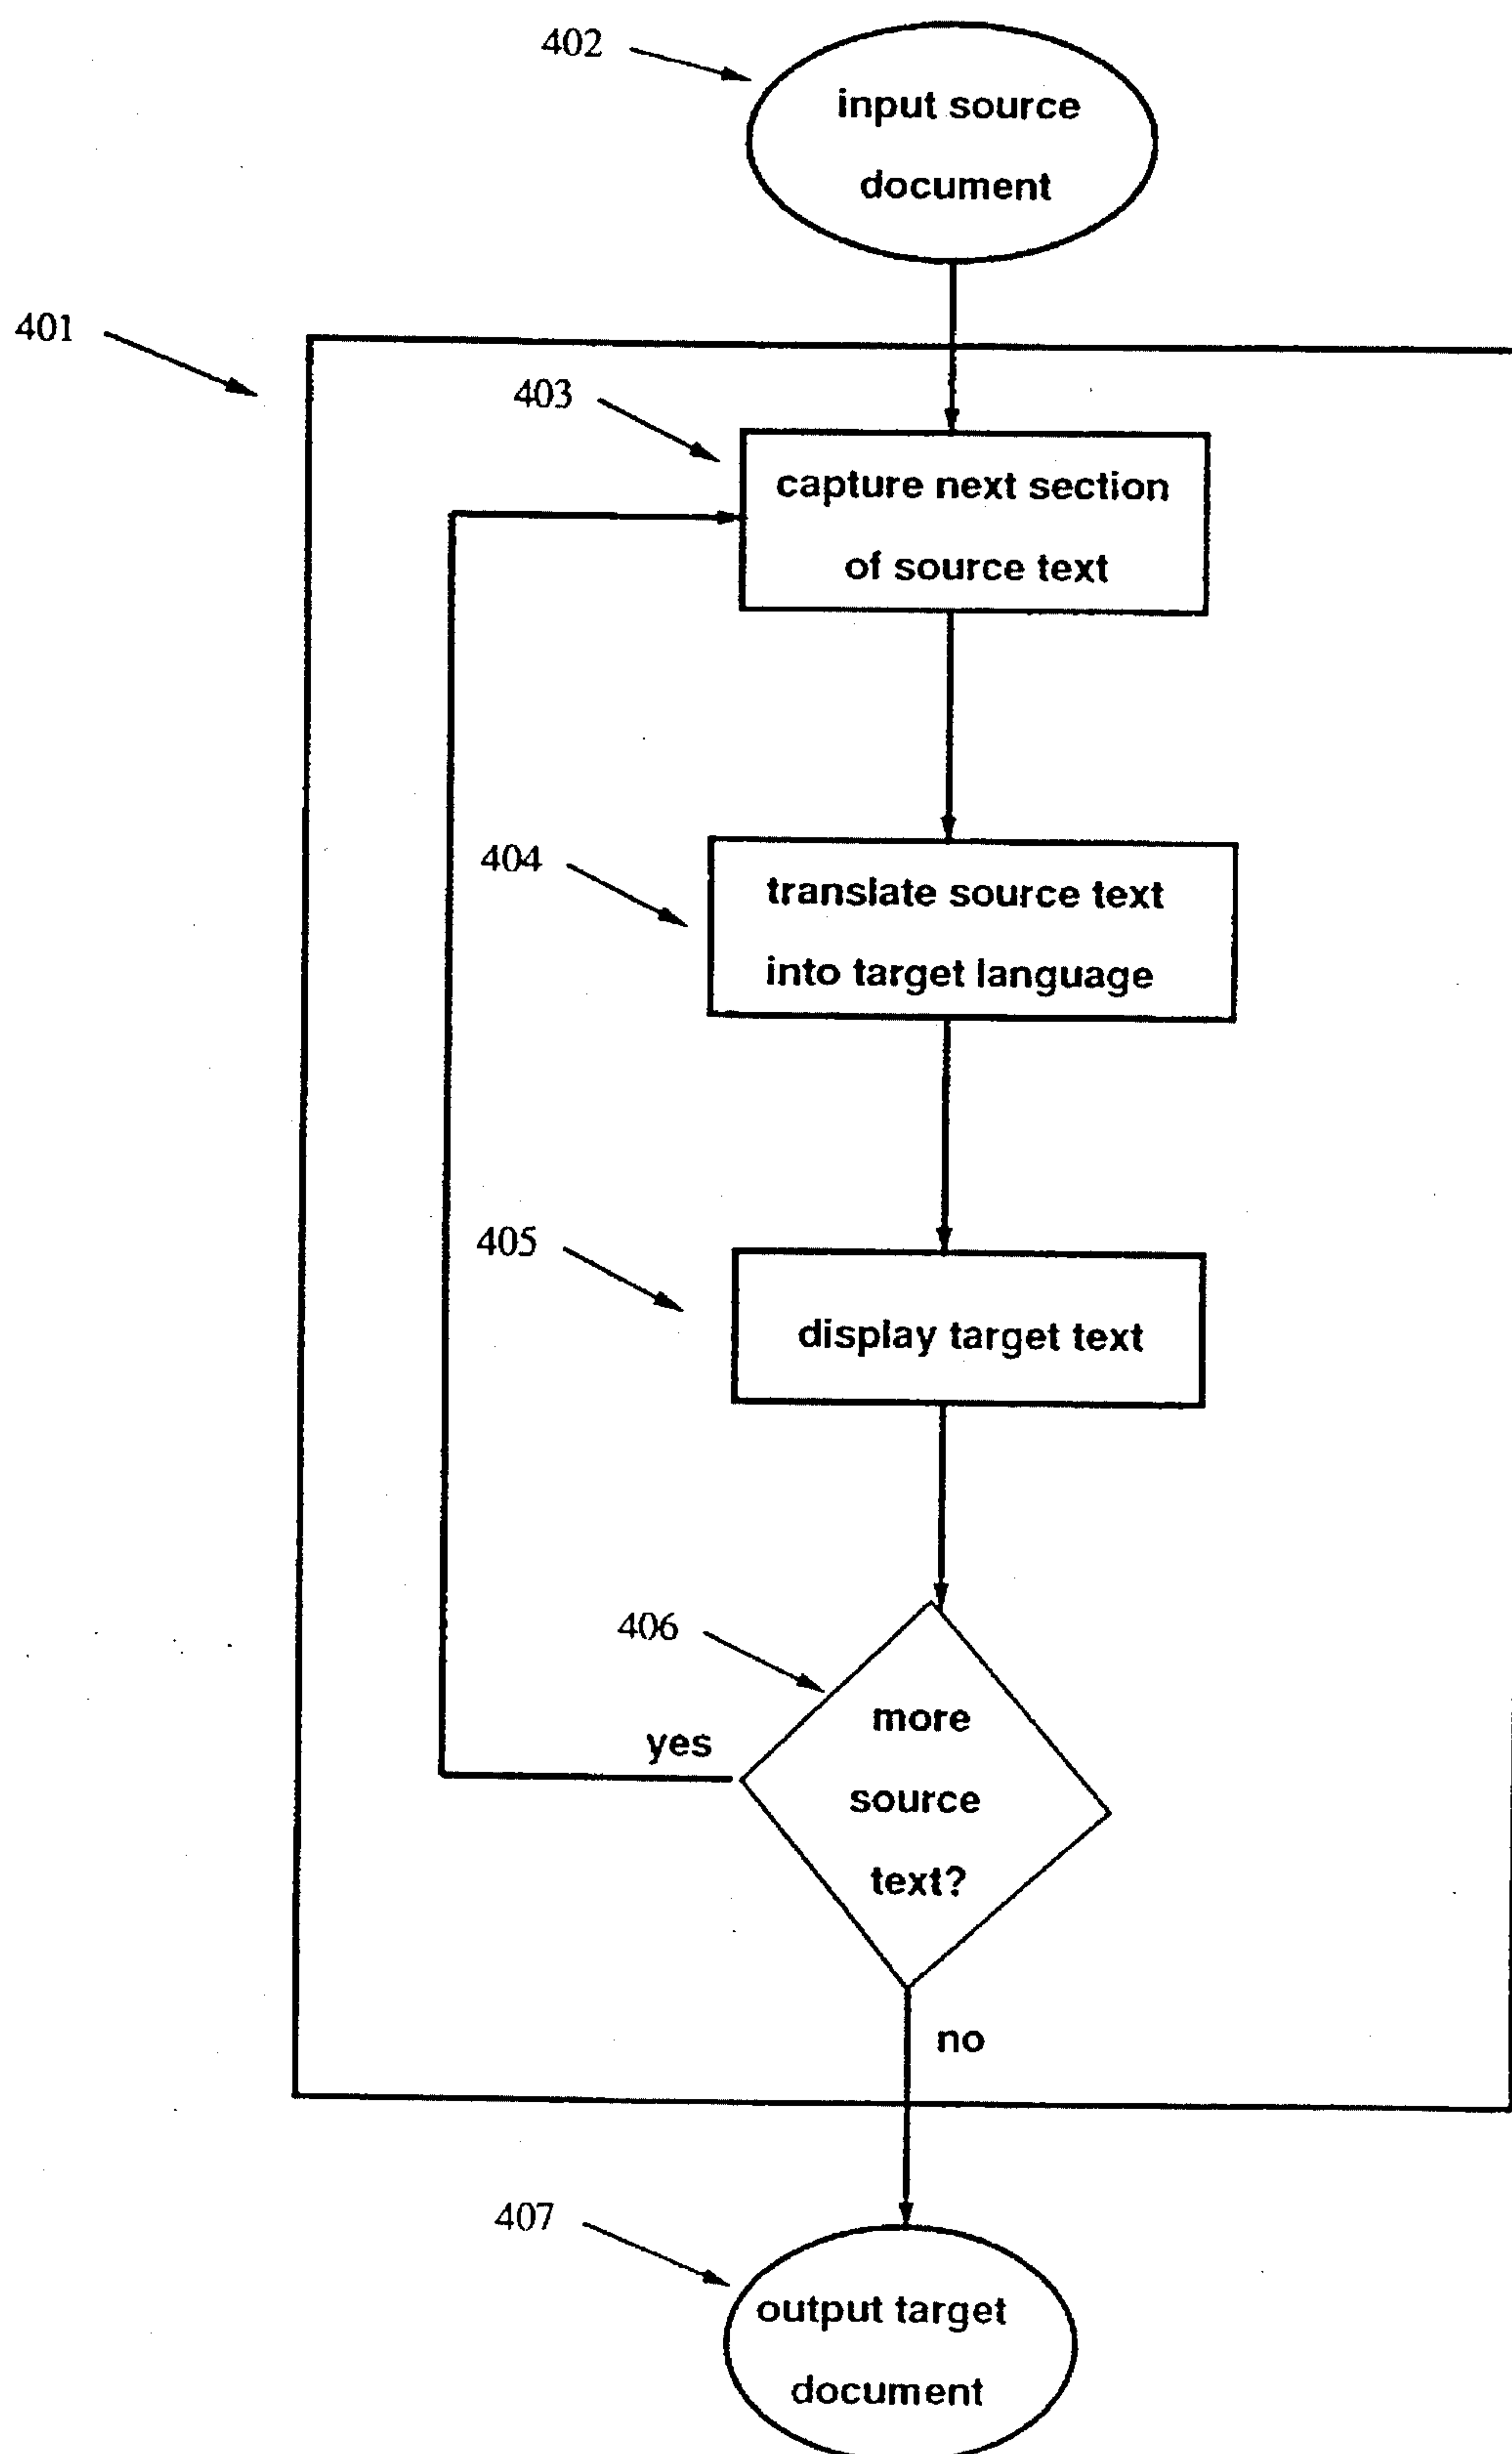 402
input source
document
401
403
capture next section
of source text
404
translate source text
into target language
405
display target text
406
more
source
text?
yes
no
407
output target
document